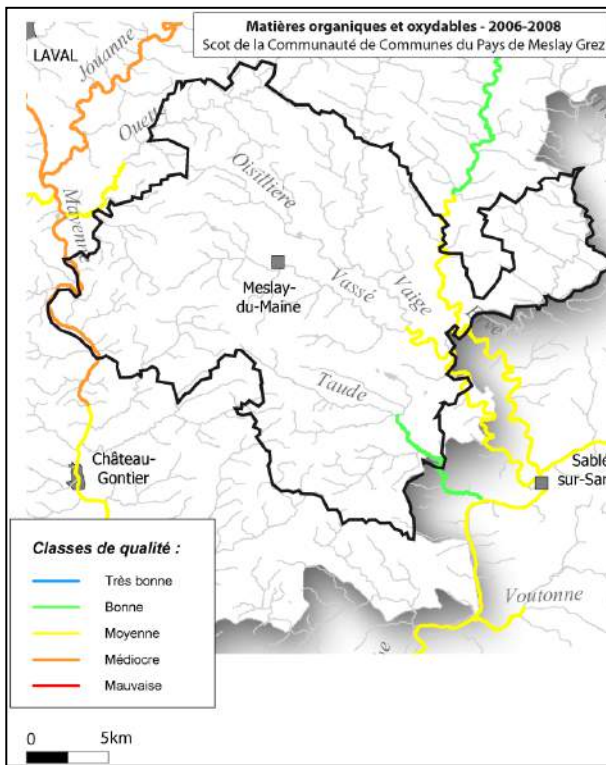 Matières organiques et oxydables - 2006-2008
Scot de la Communauté de Communes du Pays de Meslay Grez
LAVAL
Jouanne
Ouette
Oisillière
Mayenne
Meslay-
du-Maine
Vassé
Vaige
Erve
Taude
Château-
Gontier
Sablé
sur-Sar
Voutonne
Classes de qualité :
Très bonne
Bonne
Moyenne
Médiocre
Mauvaise
0 5km